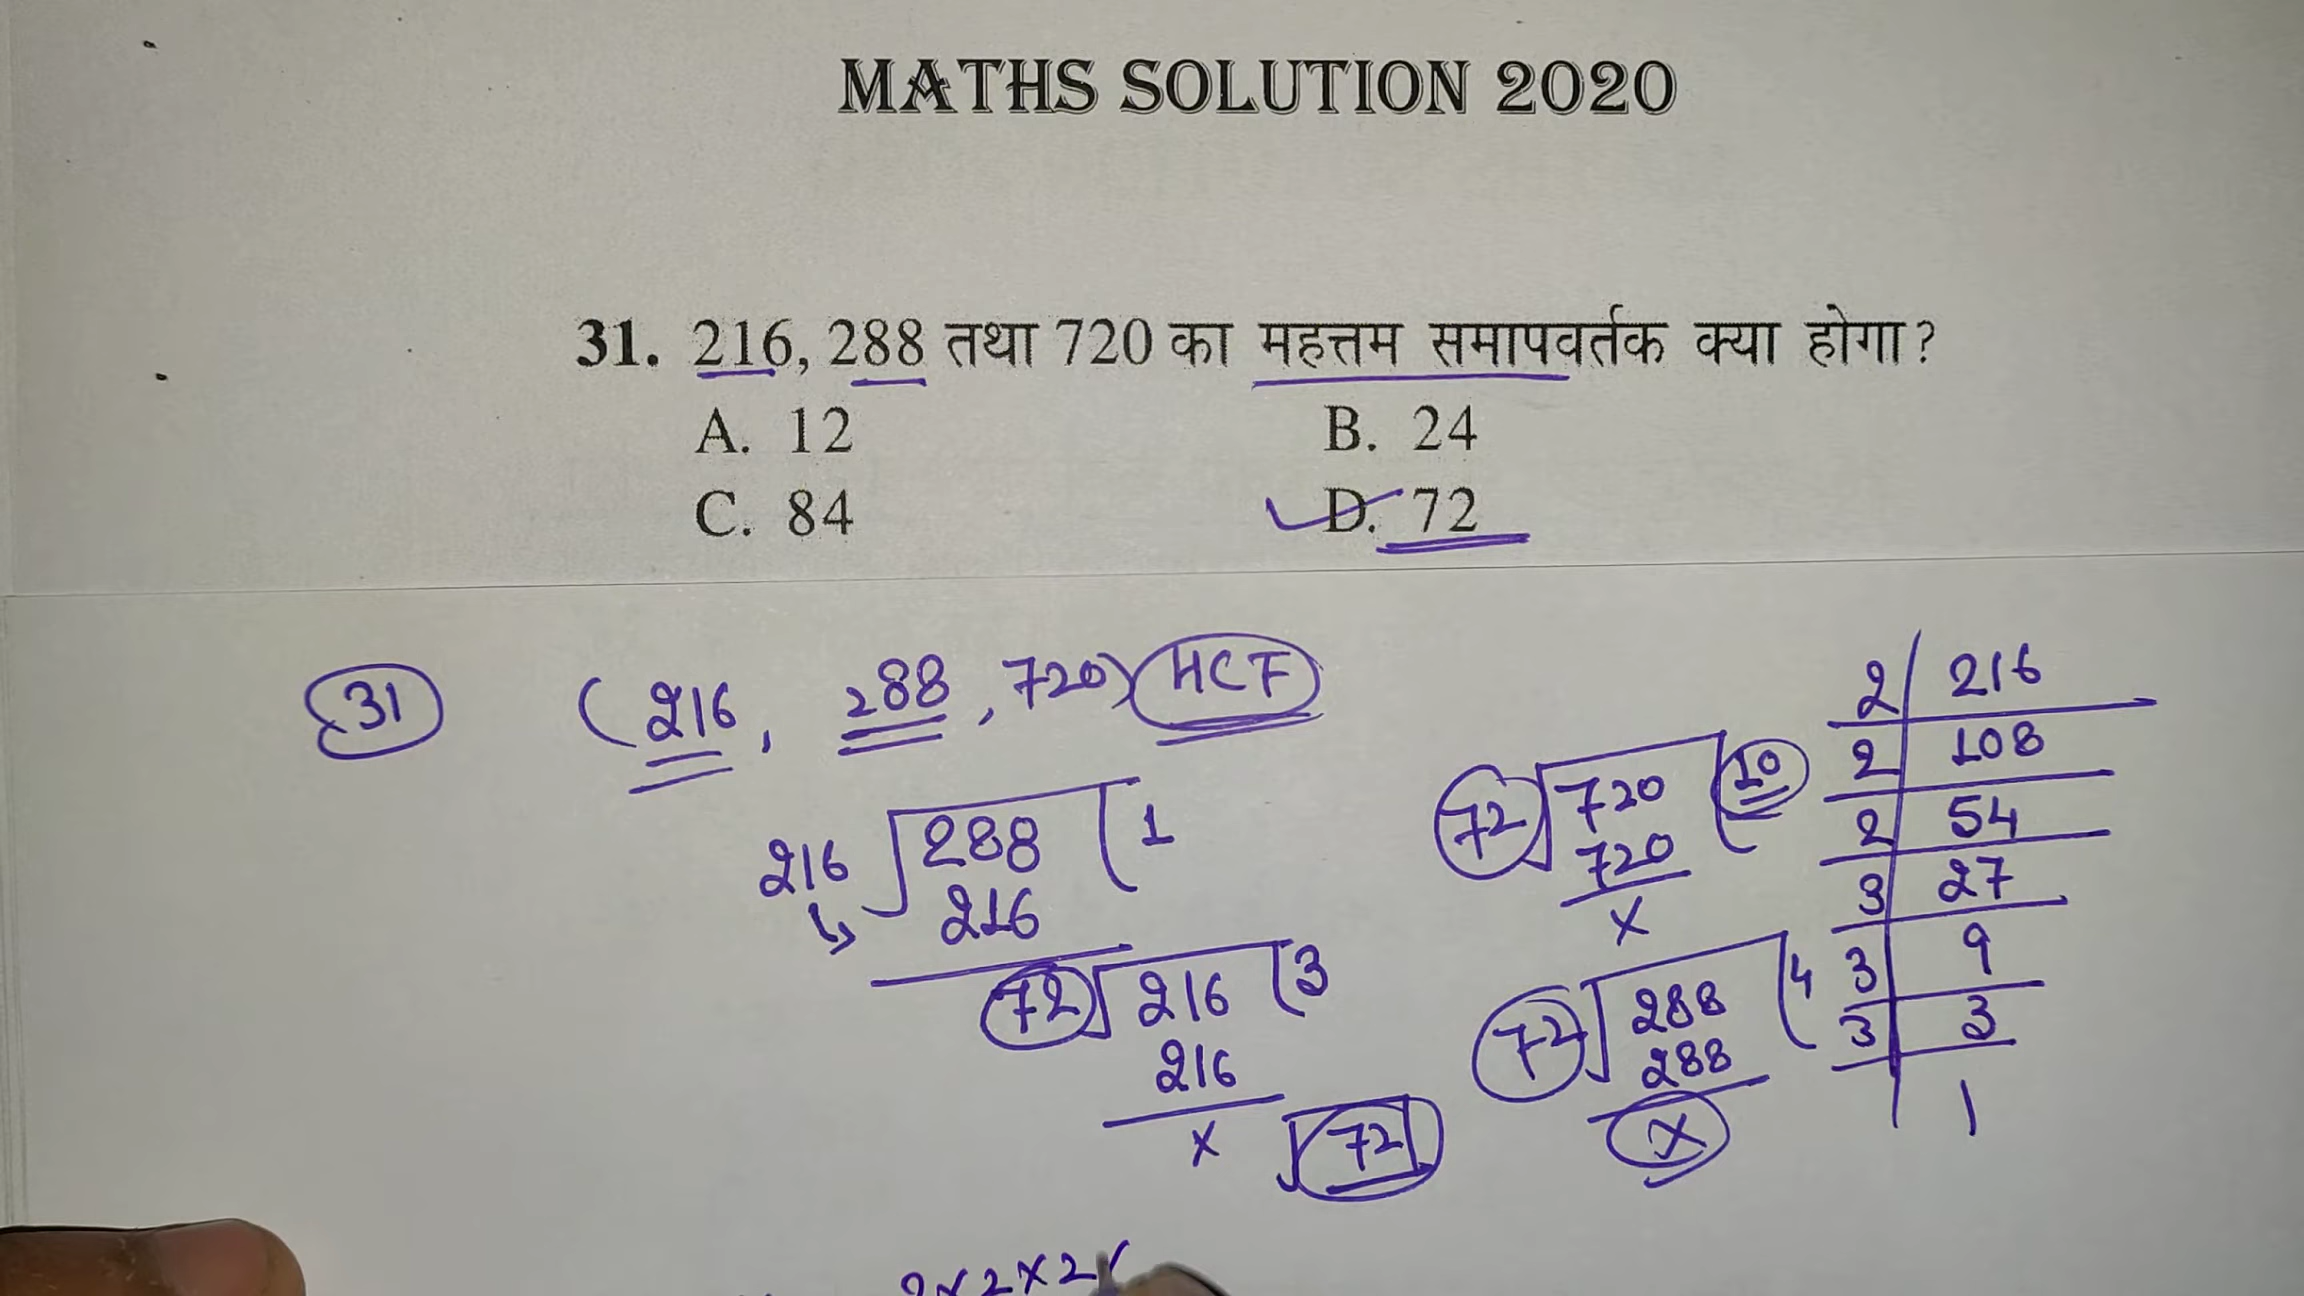 MATHS SOLUTION 2020
31. 216, 288 तथा 720 का महत्तम समापवर्तक क्या होगा?
A. 12 B. 24
C. 84 D. 72
31 (216, 288, 720) HCF
216 288 1
216
72 216 3
216
x
72
72 720 10
720
x
72 288 4
288
x
2 216
2 108
2 54
3 27
3 9
3 3
1
2x2x2x